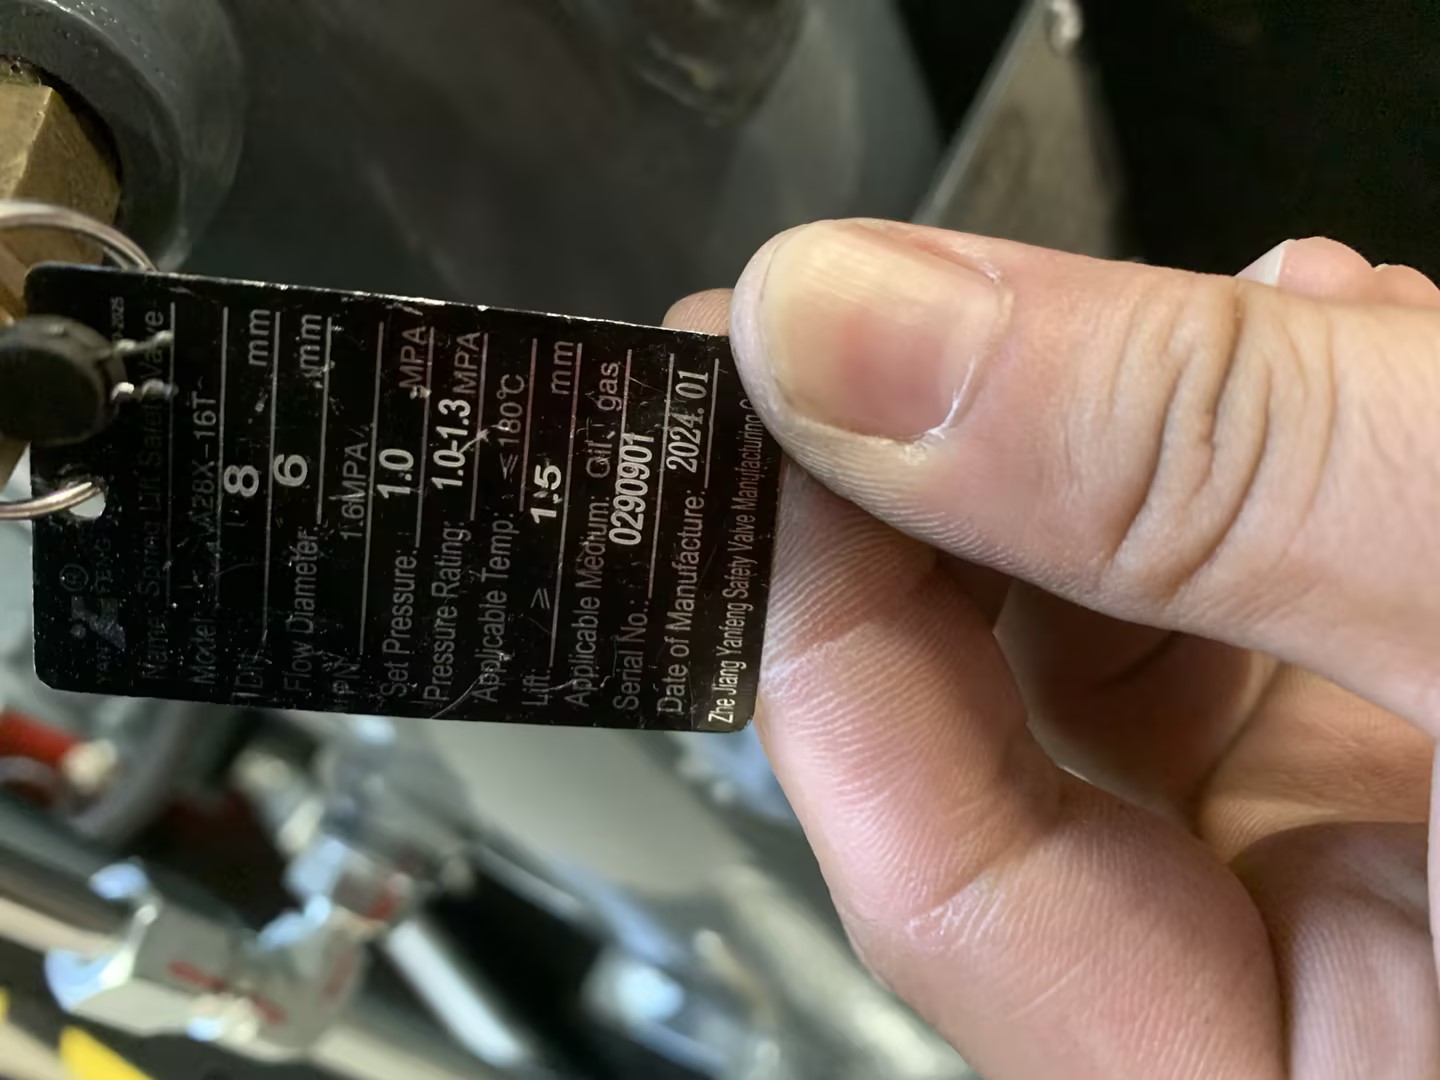 Name: Spring Lift Safety Valve
Model: A28X-16T
DN: 8 mm
Flow Diameter: 6 mm
PN 1.6MPA
Set Pressure: 1.0 MPA
Pressure Rating: 1.0-1.3 MPA
Applicable Temp: ≤180℃
Lift: ≥ 1.5 mm
Applicable Medium: Oil、gas
Serial No.: 0290901
Date of Manufacture: 2024.01
Zhe Jiang Yanfeng Safety Valve Manufacturing